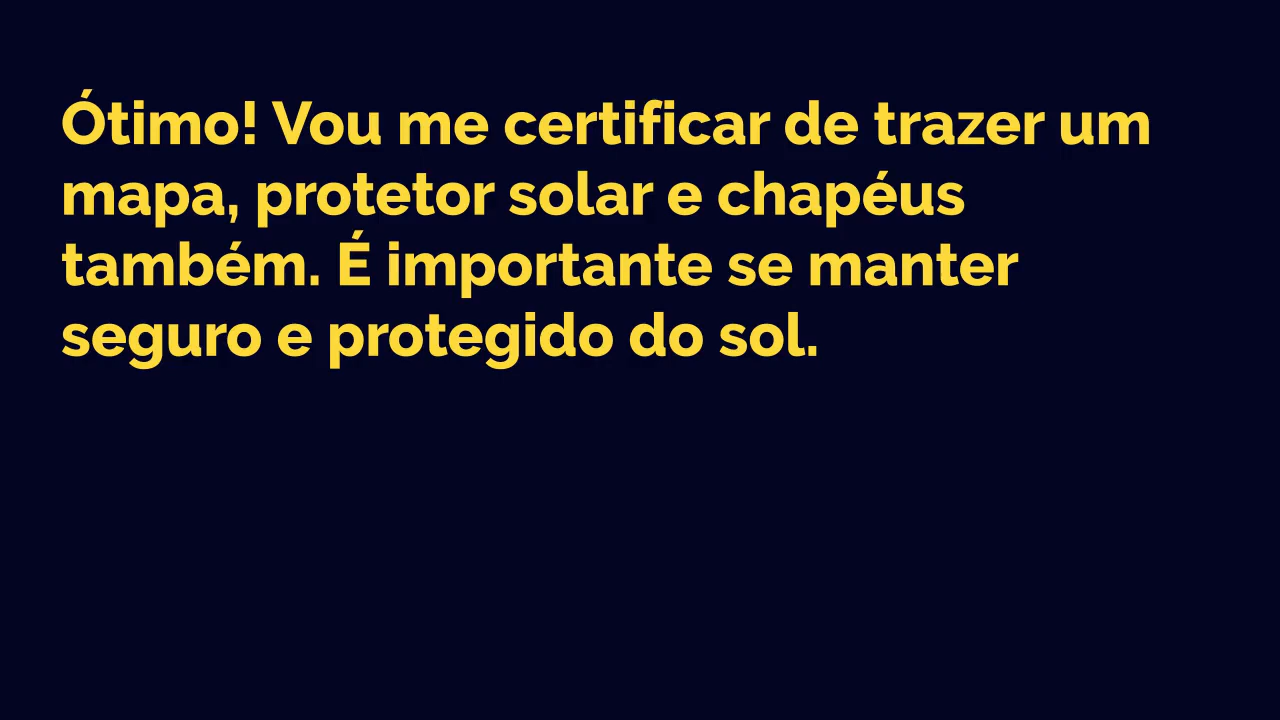 Ótimo! Vou me certificar de trazer um
mapa, protetor solar e chapéus
também. É importante se manter
seguro e protegido do sol.